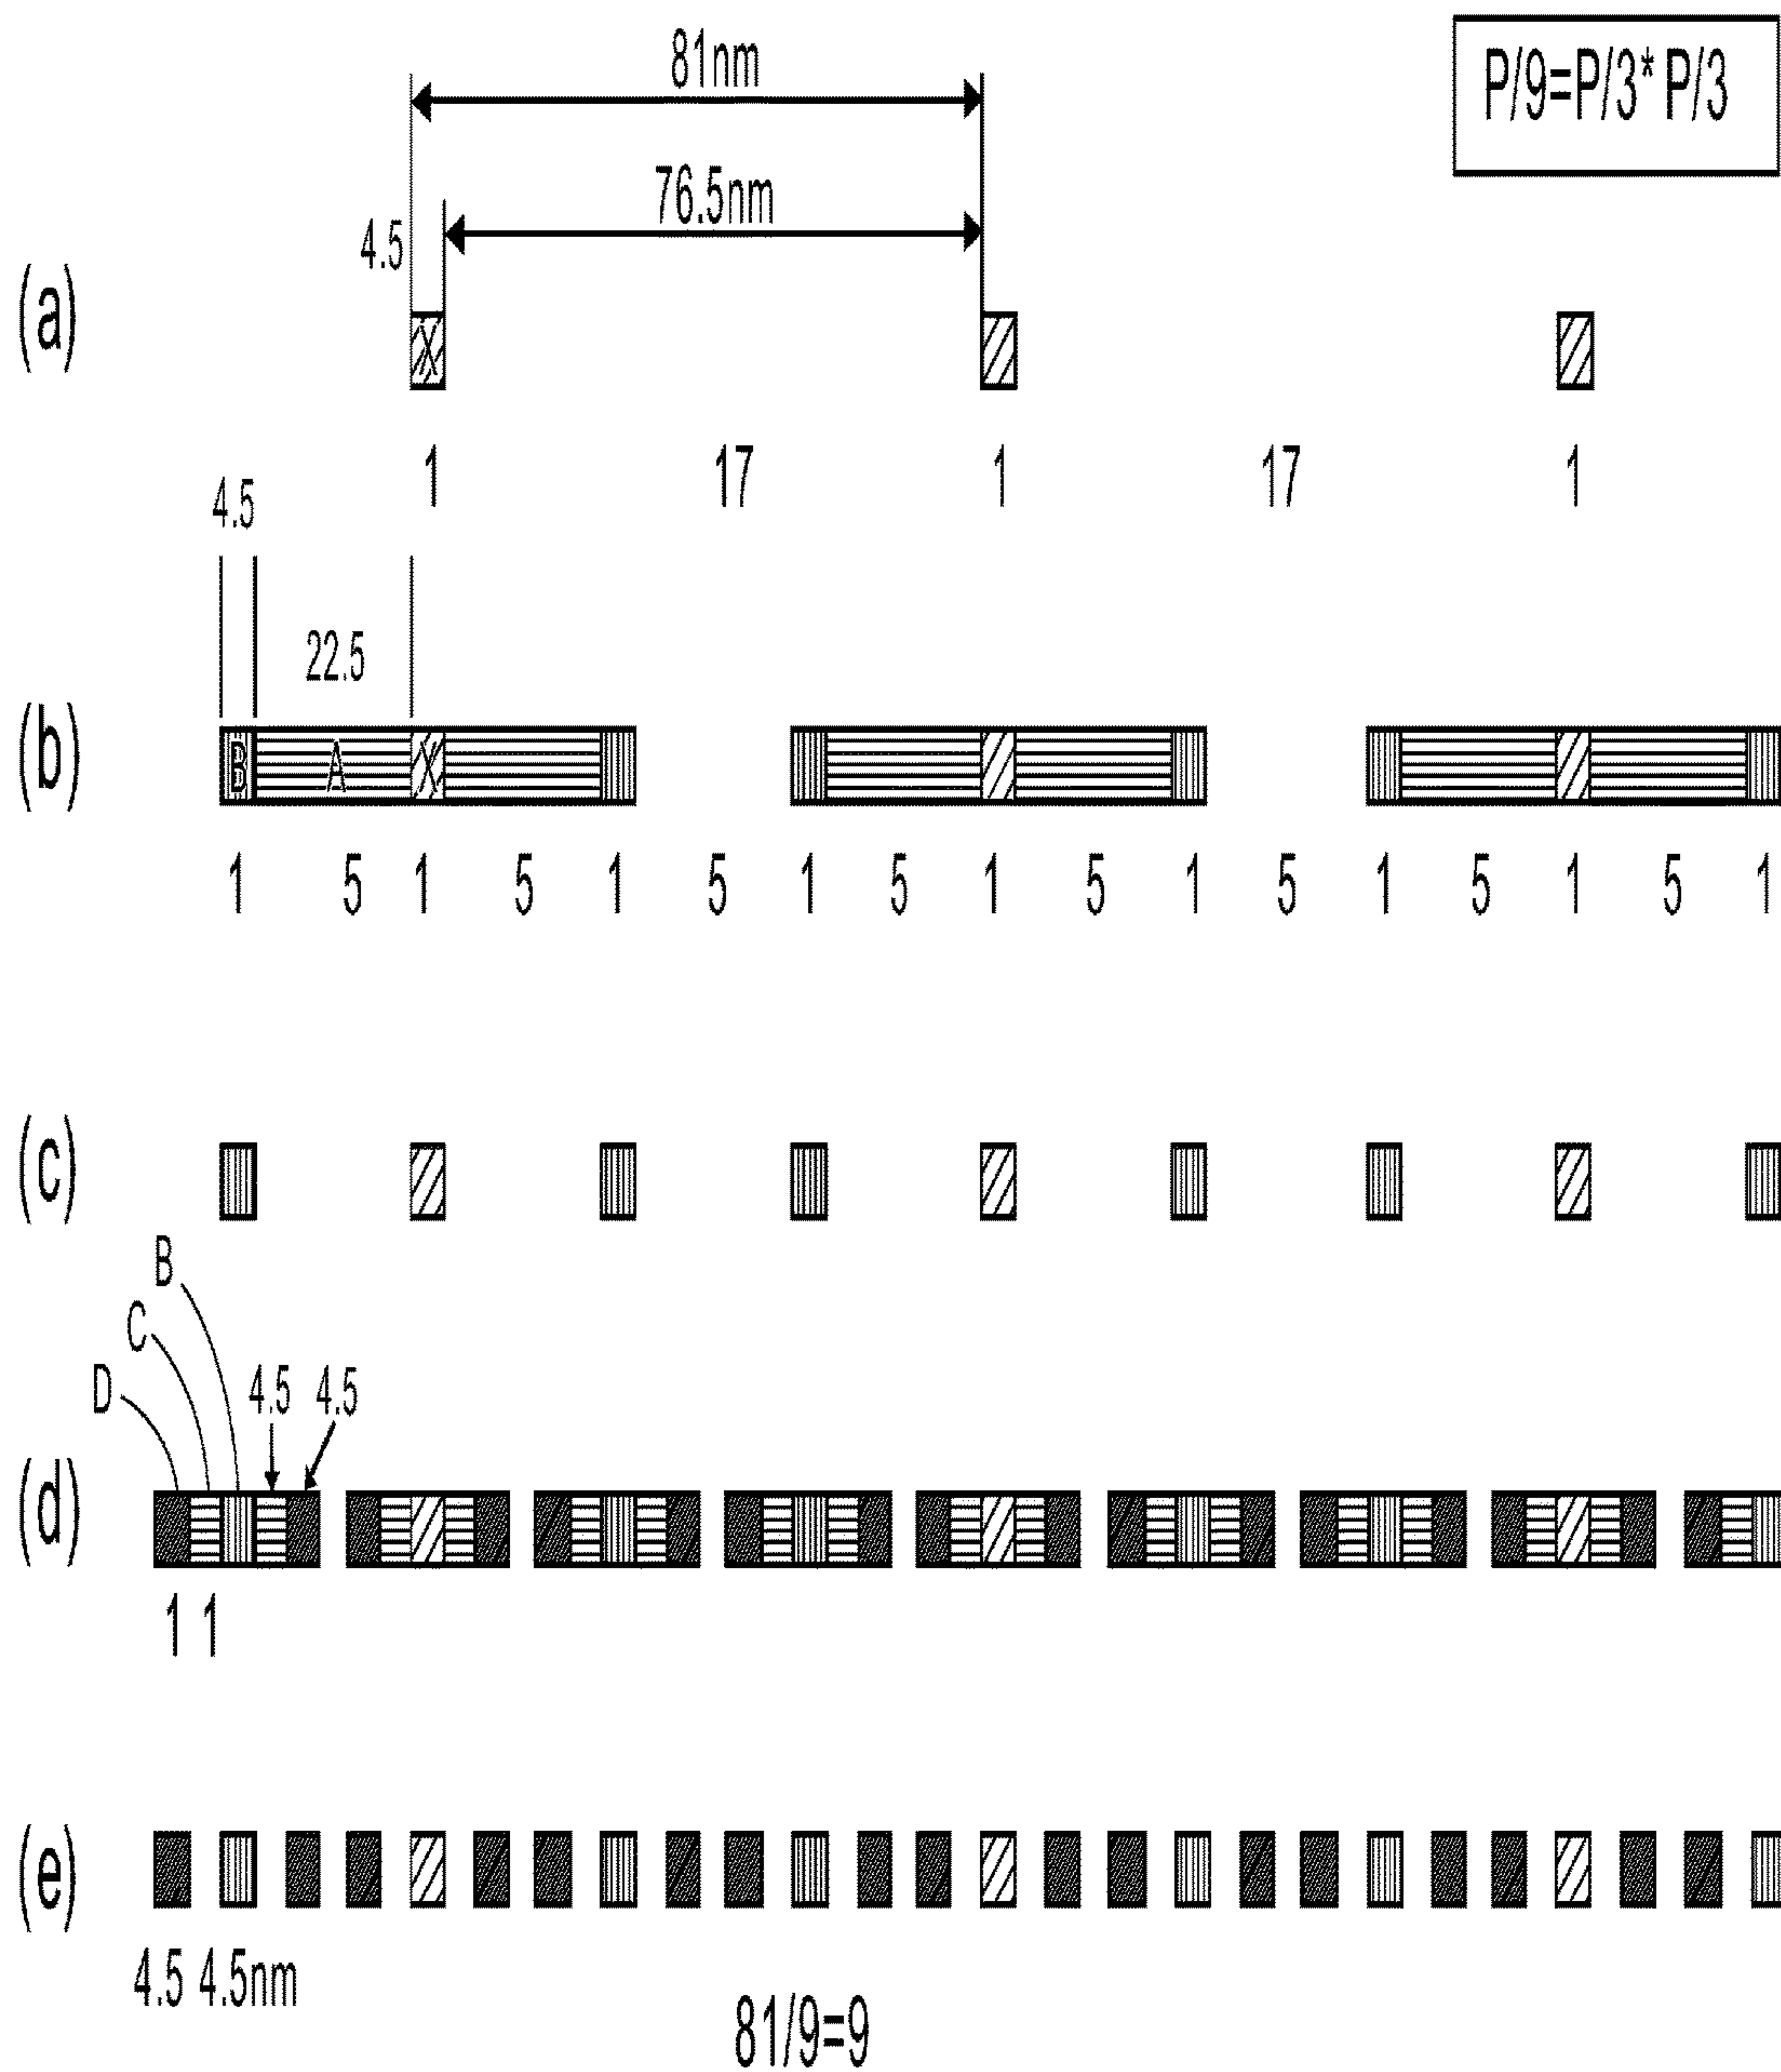 81nm
P/9=P/3* P/3
76.5nm
4.5
(a)
X
1 17 1 17 1
4.5
22.5
(b)
B A X
1 5 1 5 1 5 1 5 1 5 1 5 1 5 1 5 1
(c)
B
C
D 4.5 4.5
(d)
1 1
(e)
4.5 4.5nm
81/9=9